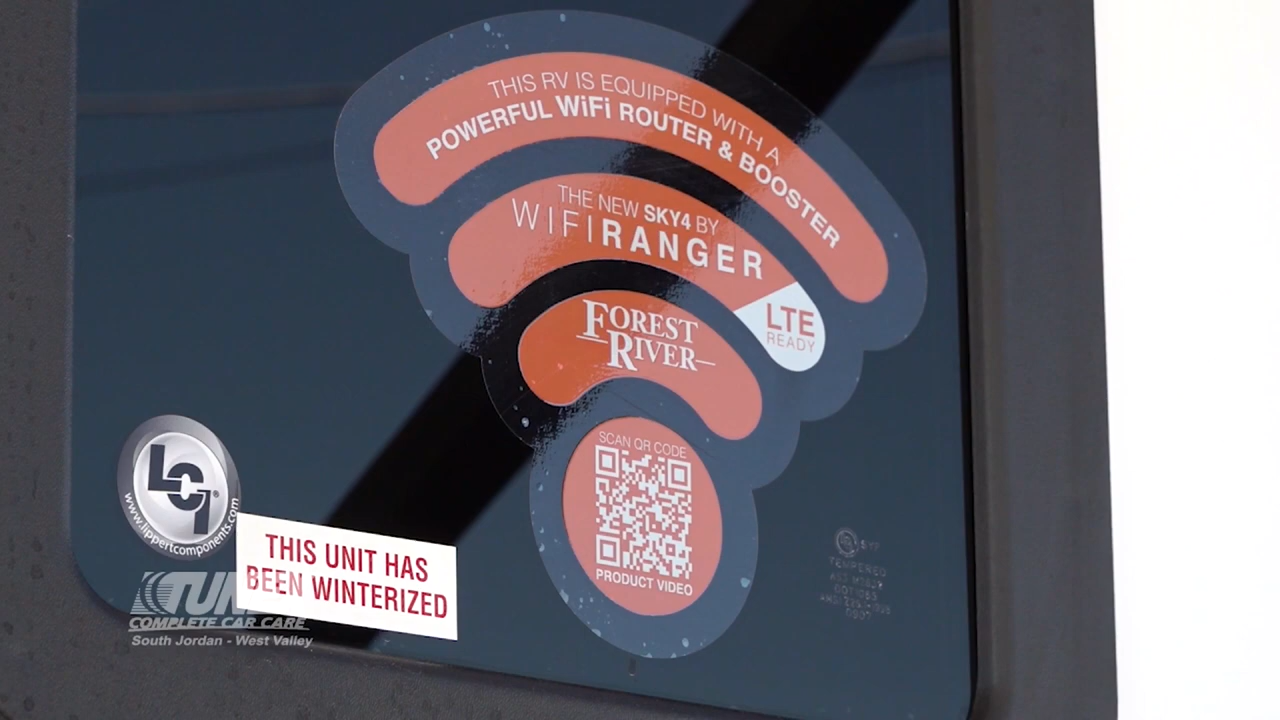 THIS RV IS EQUIPPED WITH A
POWERFUL WiFi ROUTER & BOOSTER
THE NEW SKY4 BY
WIFIRANGER
LTE
READY
FOREST
RIVER
SCAN QR CODE
PRODUCT VIDEO
LCI®
www.lippertcomponents.com
THIS UNIT HAS
BEEN WINTERIZED
COMPLETE CAR CARE
South Jordan - West Valley
TEMPERED